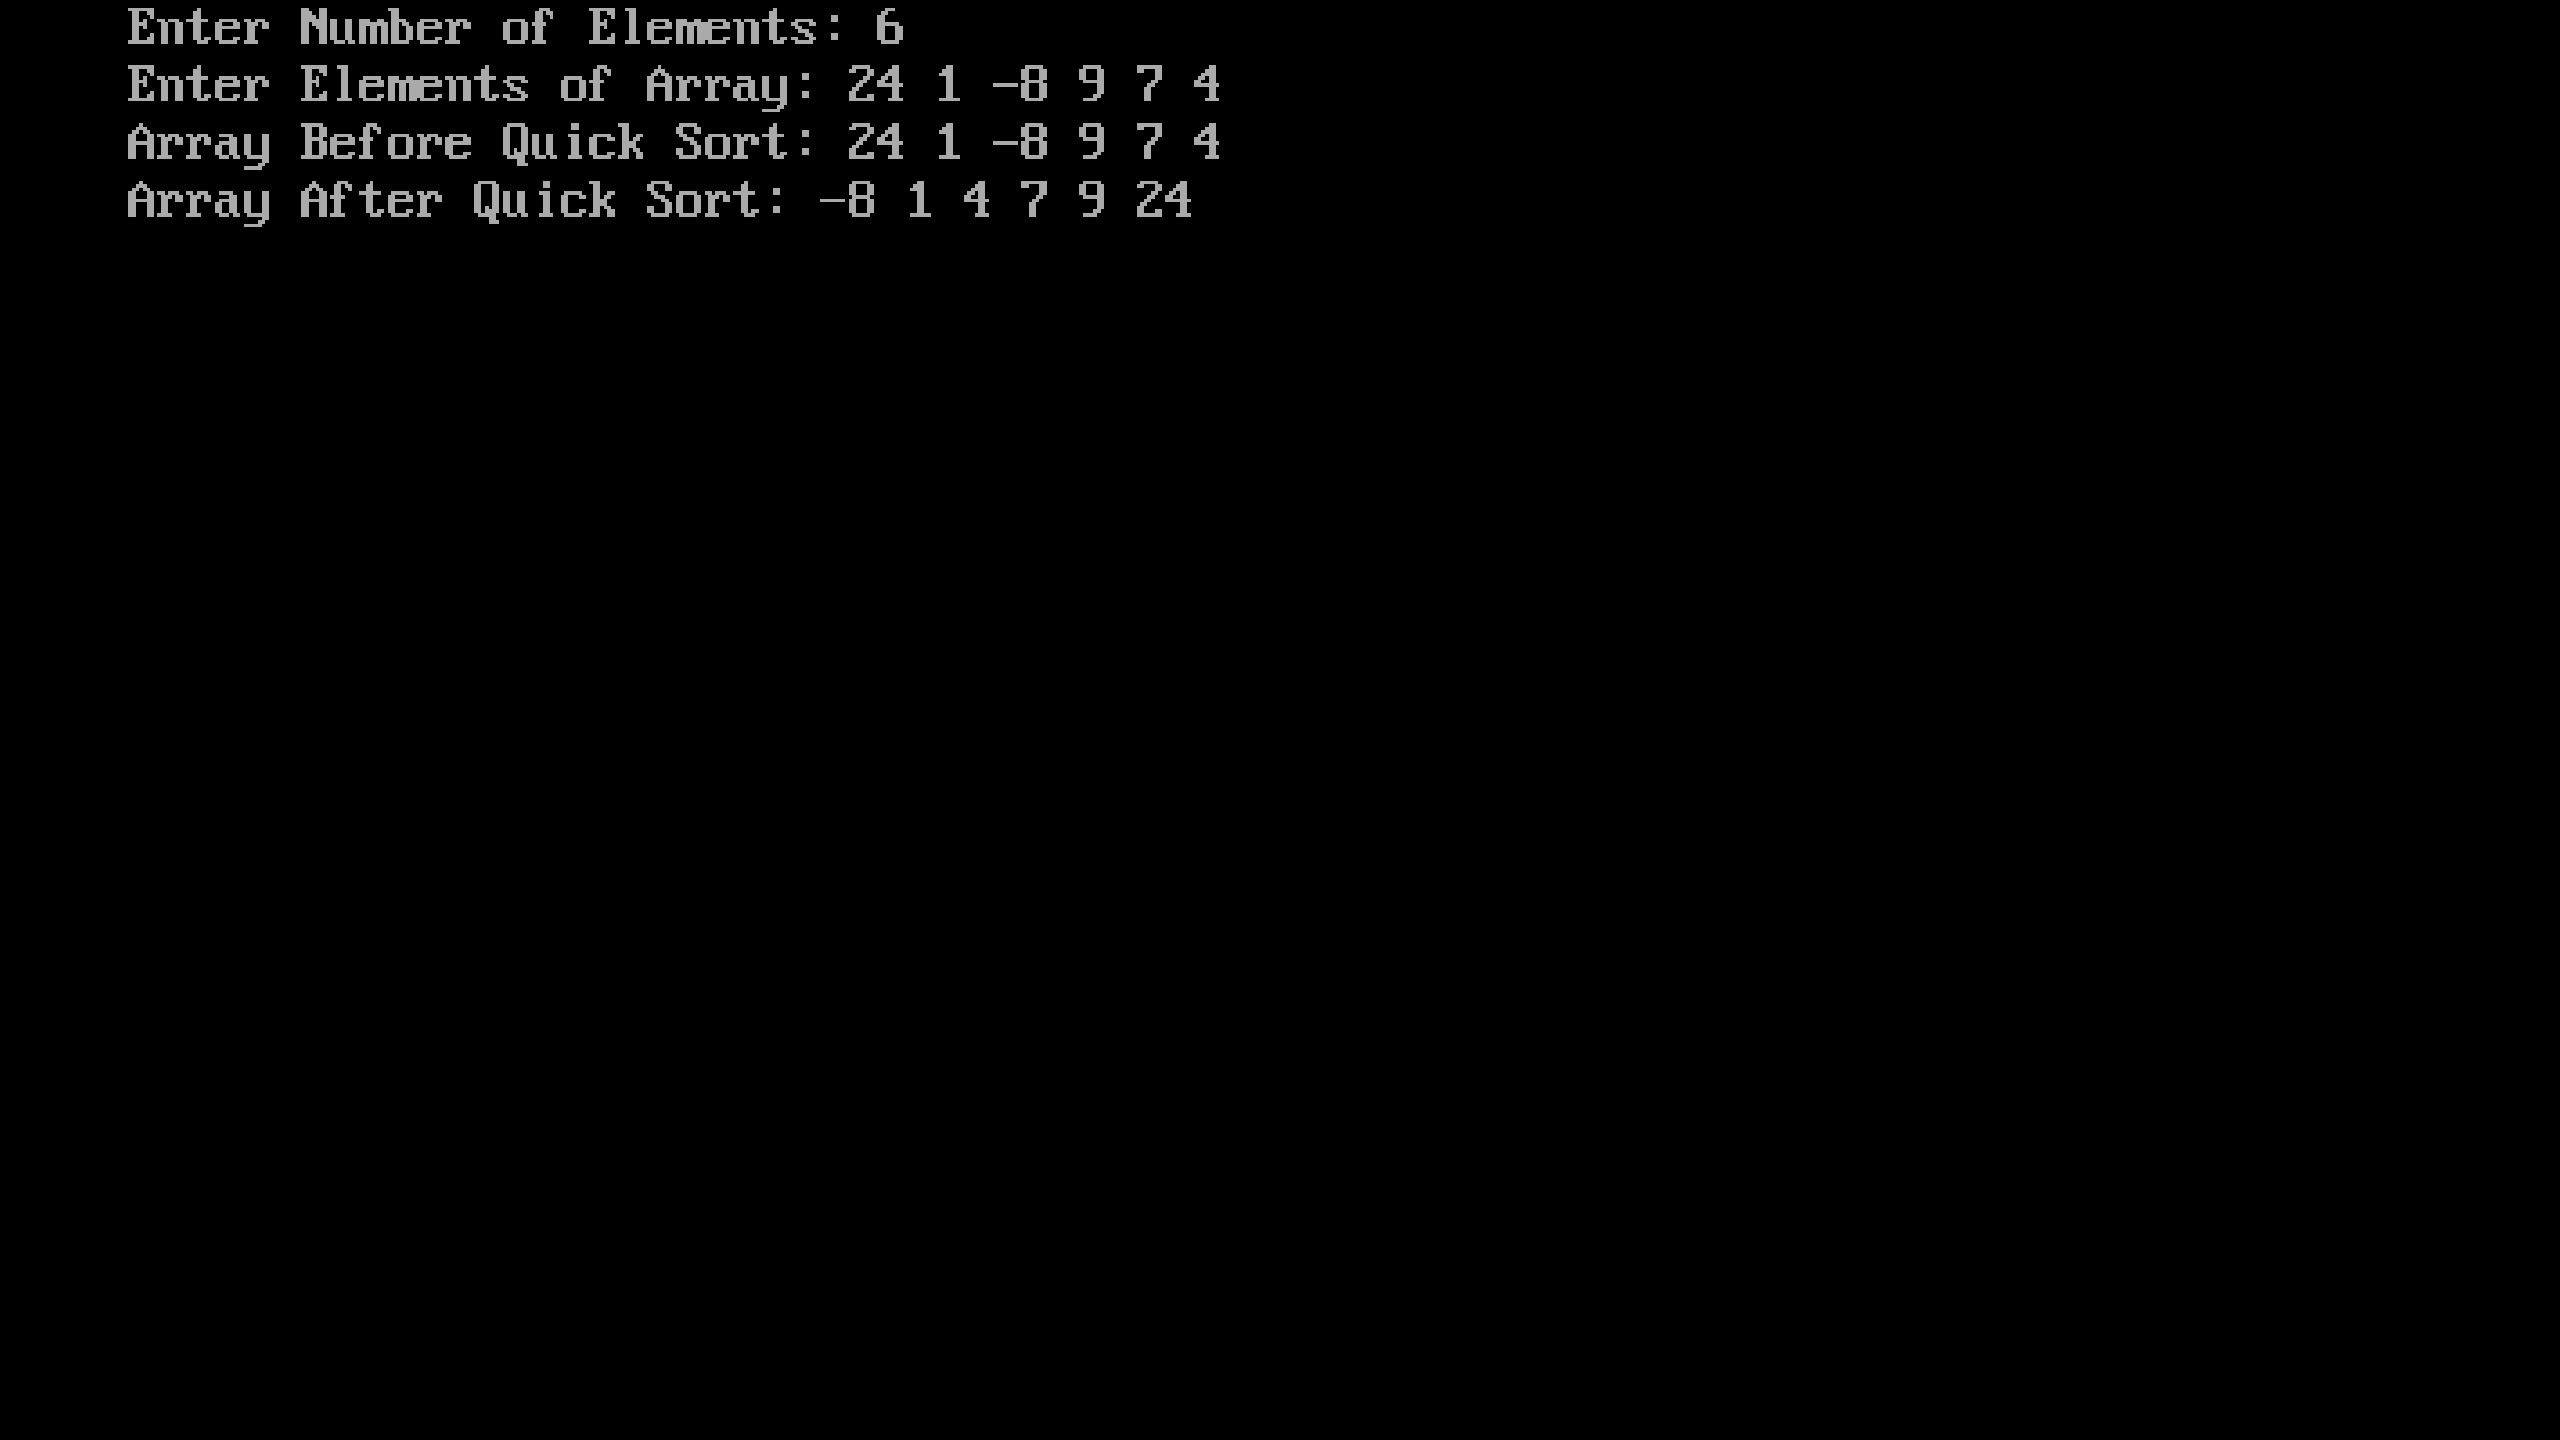 Enter Number of Elements: 6
Enter Elements of Array: 24 1 -8 9 7 4
Array Before Quick Sort: 24 1 -8 9 7 4
Array After Quick Sort: -8 1 4 7 9 24